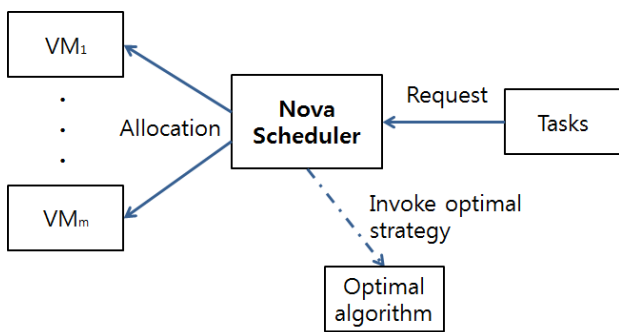 VM1
Allocation
VMm
Nova
Scheduler
Request
Tasks
Invoke optimal
strategy
Optimal
algorithm